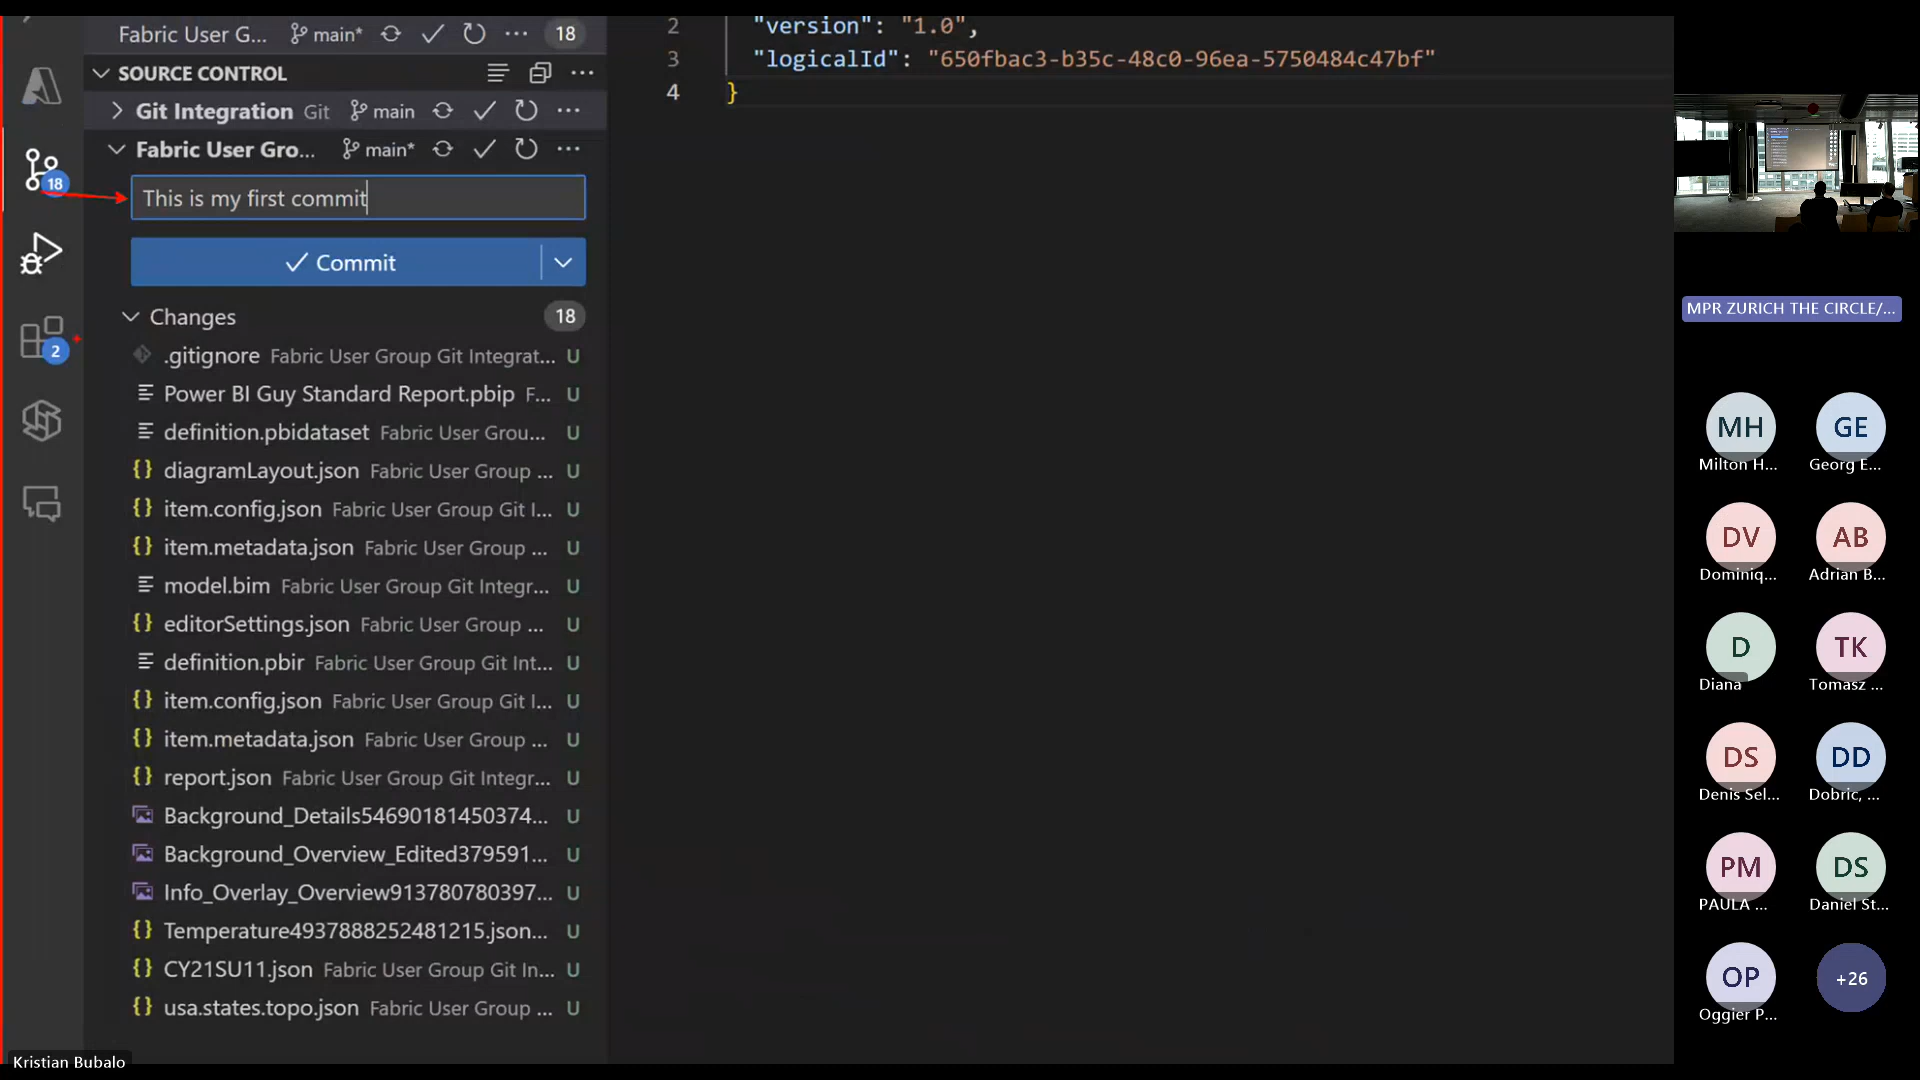 Fabric User G... main* 18
SOURCE CONTROL
Git Integration Git main
Fabric User Gro... main*
18
This is my first commit
Commit
Changes 18
2
.gitignore Fabric User Group Git Integrat... U
Power BI Guy Standard Report.pbip F... U
definition.pbidataset Fabric User Grou... U
diagramLayout.json Fabric User Group ... U
item.config.json Fabric User Group Git I... U
item.metadata.json Fabric User Group ... U
model.bim Fabric User Group Git Integr... U
editorSettings.json Fabric User Group ... U
definition.pbir Fabric User Group Git Int... U
item.config.json Fabric User Group Git I... U
item.metadata.json Fabric User Group ... U
report.json Fabric User Group Git Integr... U
Background_Details54690181450374... U
Background_Overview_Edited379591... U
Info_Overlay_Overview913780780397... U
Temperature4937888252481215.json... U
CY21SU11.json Fabric User Group Git In... U
usa.states.topo.json Fabric User Group ... U
Kristian Bubalo
2 "version": "1.0",
3 "logicalId": "650fbac3-b35c-48c0-96ea-5750484c47bf"
4 }
MPR ZURICH THE CIRCLE/...
MH GE
Milton H... Georg E...
DV AB
Dominiq... Adrian B...
D TK
Diana Tomasz ...
DS DD
Denis Sel... Dobric, ...
PM DS
PAULA ... Daniel St...
OP +26
Oggier P...